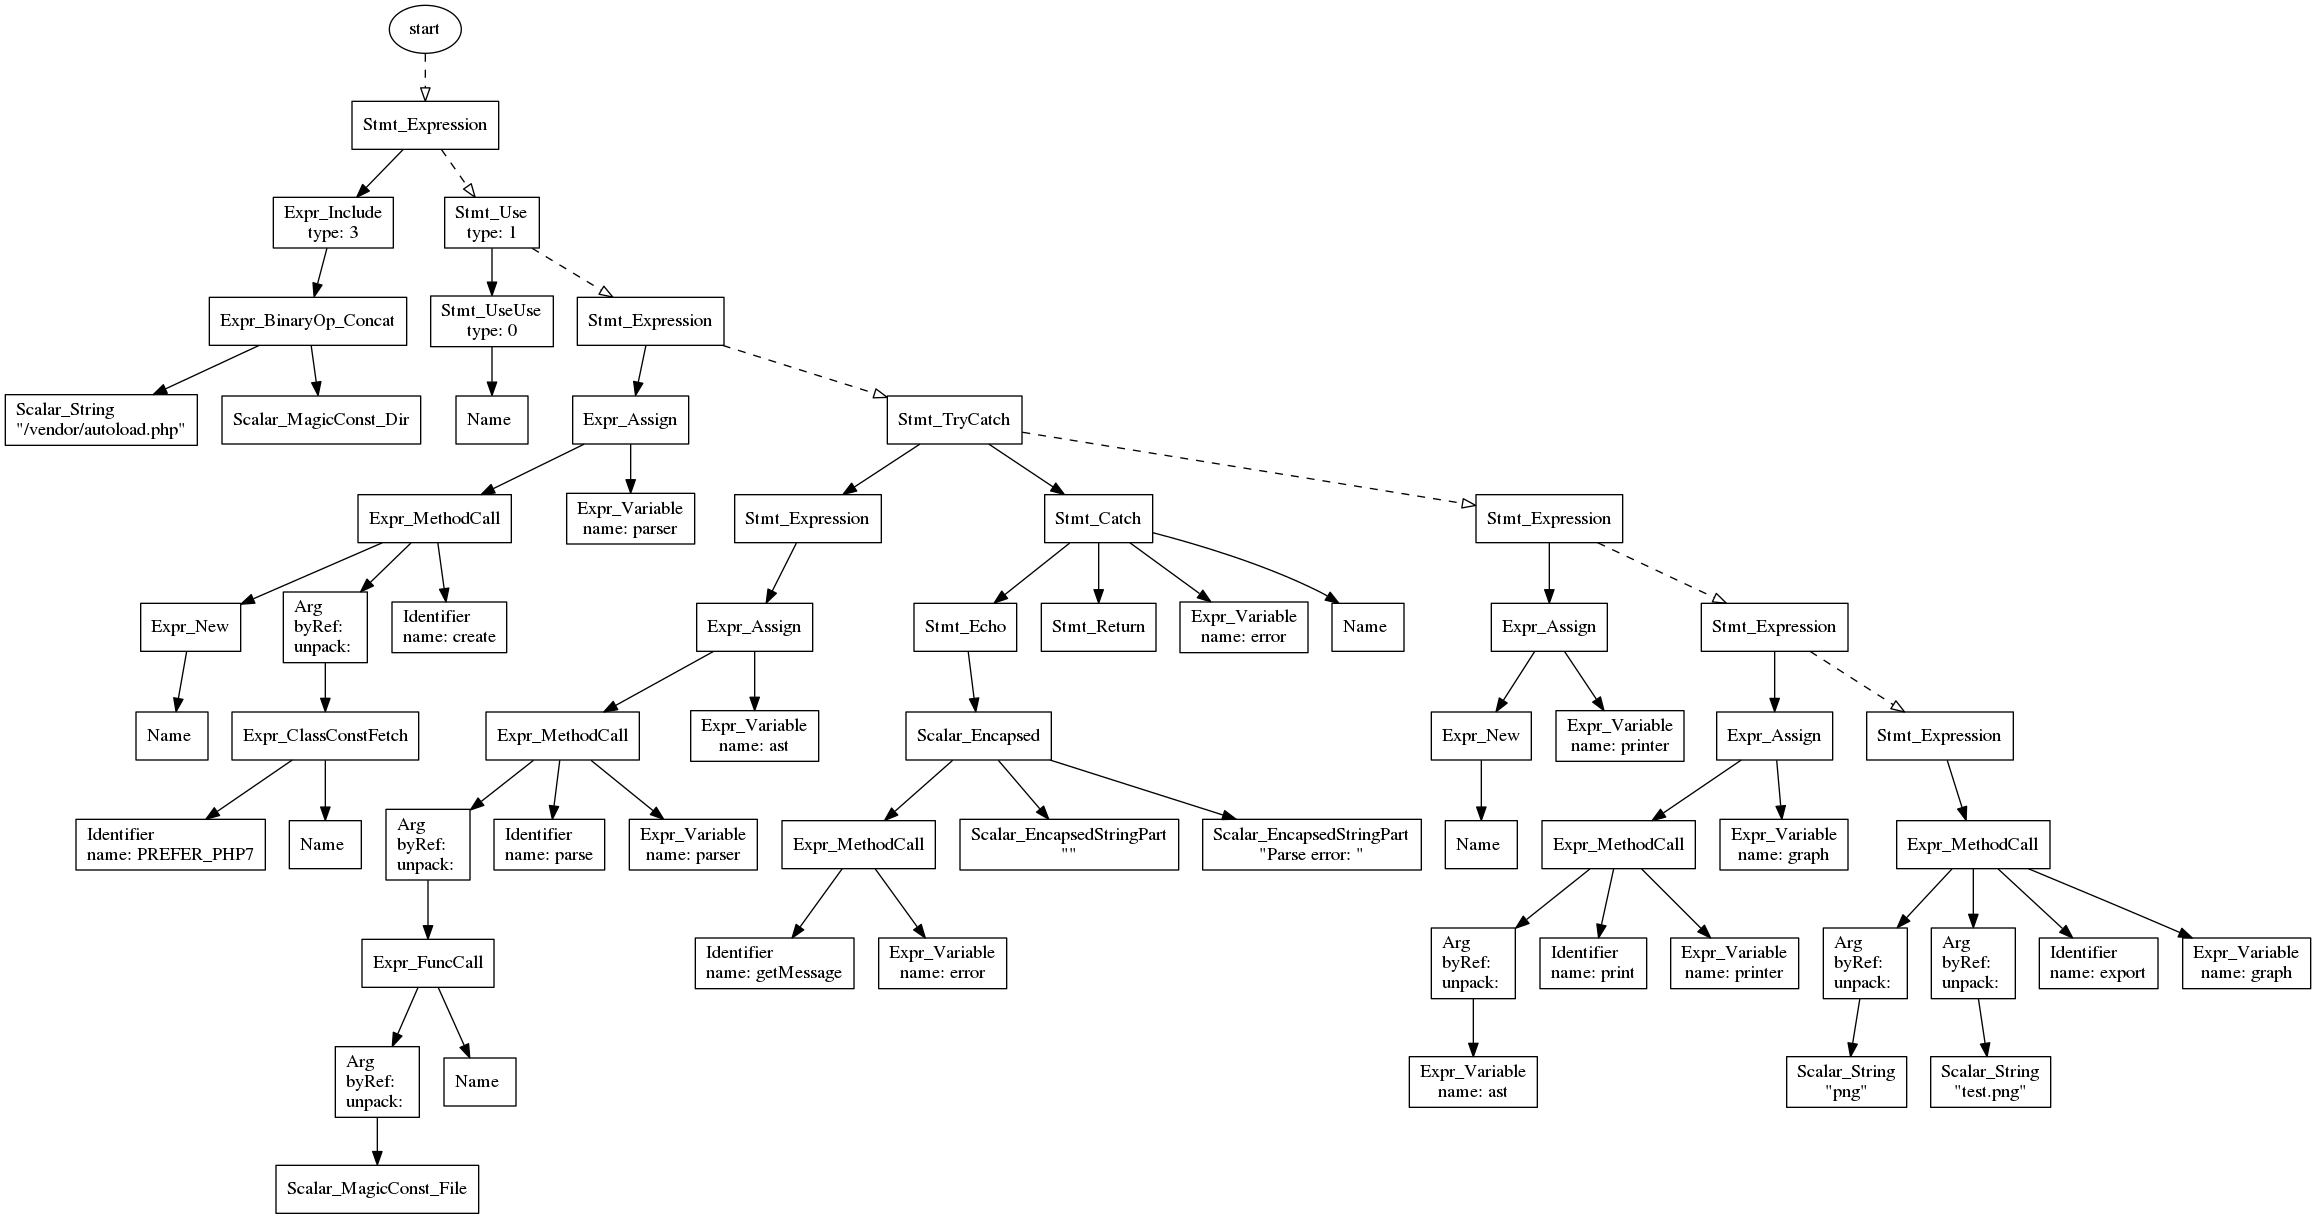 start
Stmt_Expression
Expr_Include
type: 3
Stmt_Use
type: 1
Expr_BinaryOp_Concat
Stmt_UseUse
type: 0
Stmt_Expression
Scalar_String
"/vendor/autoload.php"
Scalar_MagicConst_Dir
Name
Expr_Assign
Stmt_TryCatch
Expr_MethodCall
Expr_Variable
name: parser
Stmt_Expression
Stmt_Catch
Stmt_Expression
Expr_New
Arg
byRef:
unpack:
Identifier
name: create
Expr_Assign
Stmt_Echo
Stmt_Return
Expr_Variable
name: error
Name
Expr_Assign
Stmt_Expression
Name
Expr_ClassConstFetch
Expr_MethodCall
Expr_Variable
name: ast
Scalar_Encapsed
Expr_New
Expr_Variable
name: printer
Expr_Assign
Stmt_Expression
Identifier
name: PREFER_PHP7
Name
Arg
byRef:
unpack:
Identifier
name: parse
Expr_Variable
name: parser
Expr_MethodCall
Scalar_EncapsedStringPart
""
Scalar_EncapsedStringPart
"Parse error: "
Name
Expr_MethodCall
Expr_Variable
name: graph
Expr_MethodCall
Expr_FuncCall
Identifier
name: getMessage
Expr_Variable
name: error
Arg
byRef:
unpack:
Identifier
name: print
Expr_Variable
name: printer
Arg
byRef:
unpack:
Arg
byRef:
unpack:
Identifier
name: export
Expr_Variable
name: graph
Arg
byRef:
unpack:
Name
Expr_Variable
name: ast
Scalar_String
"png"
Scalar_String
"test.png"
Scalar_MagicConst_File